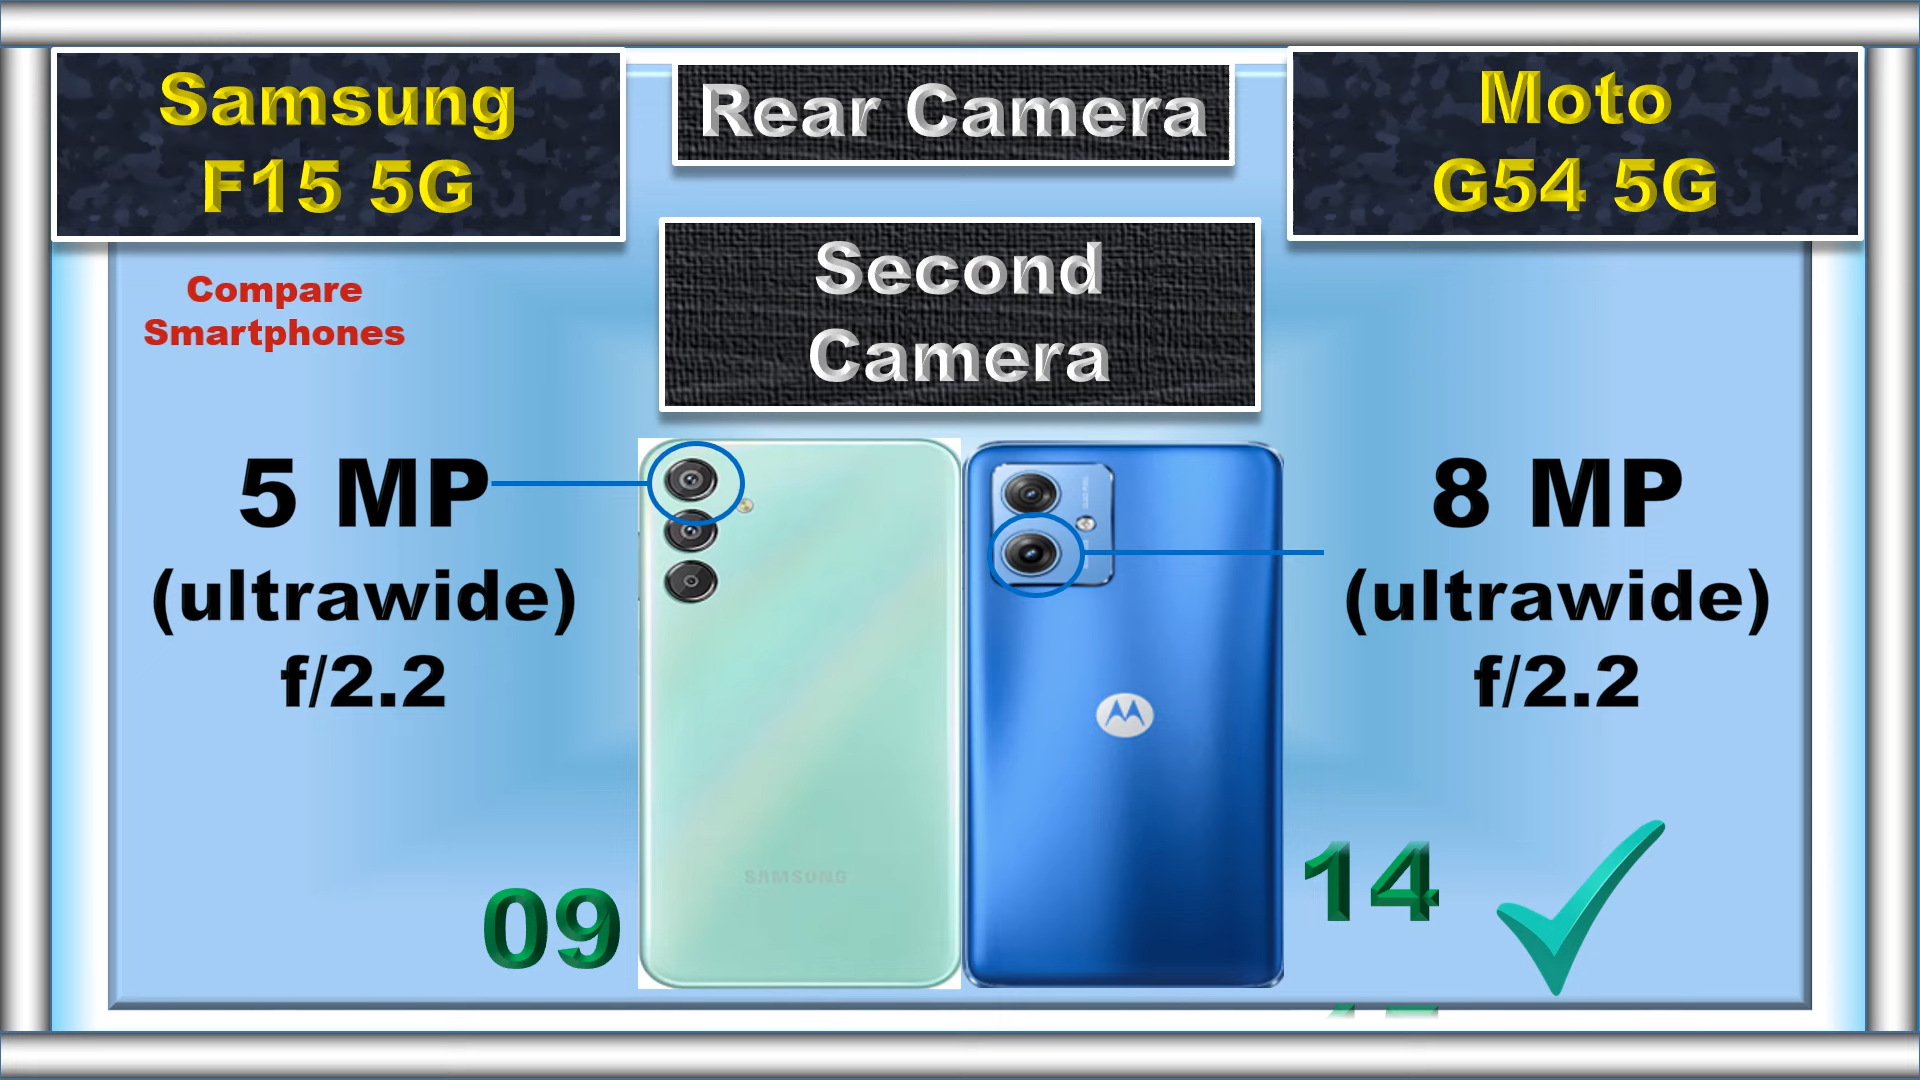 Samsung
F15 5G
Rear Camera
Moto
G54 5G
Second
Camera
Compare
Smartphones
5 MP
(ultrawide)
f/2.2
8 MP
(ultrawide)
f/2.2
SAMSUNG
09
14